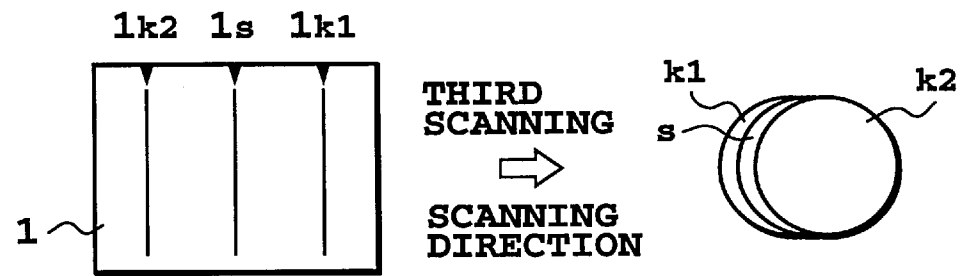 1k2 1s 1k1
THIRD
SCANNING
SCANNING
DIRECTION
1
k1
k2
s